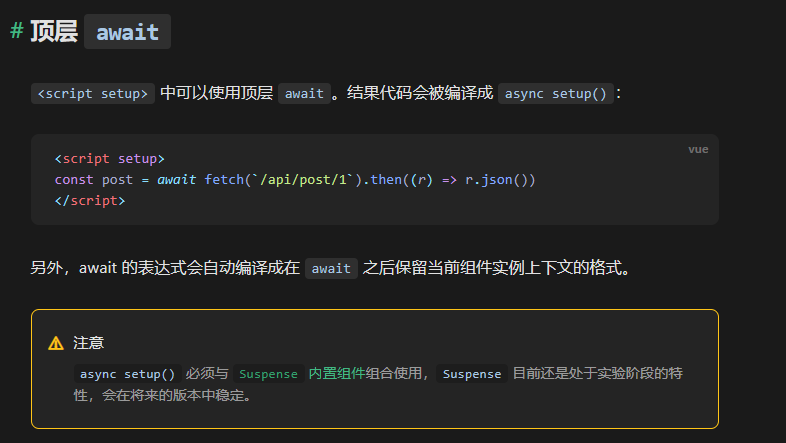 # 顶层 await
<script setup> 中可以使用顶层 await。结果代码会被编译成 async setup()：
vue
<script setup>
const post = await fetch(`/api/post/1`).then((r) => r.json())
</script>
另外，await 的表达式会自动编译成在 await 之后保留当前组件实例上下文的格式。
注意
async setup() 必须与 Suspense 内置组件组合使用，Suspense 目前还是处于实验阶段的特
性，会在将来的版本中稳定。